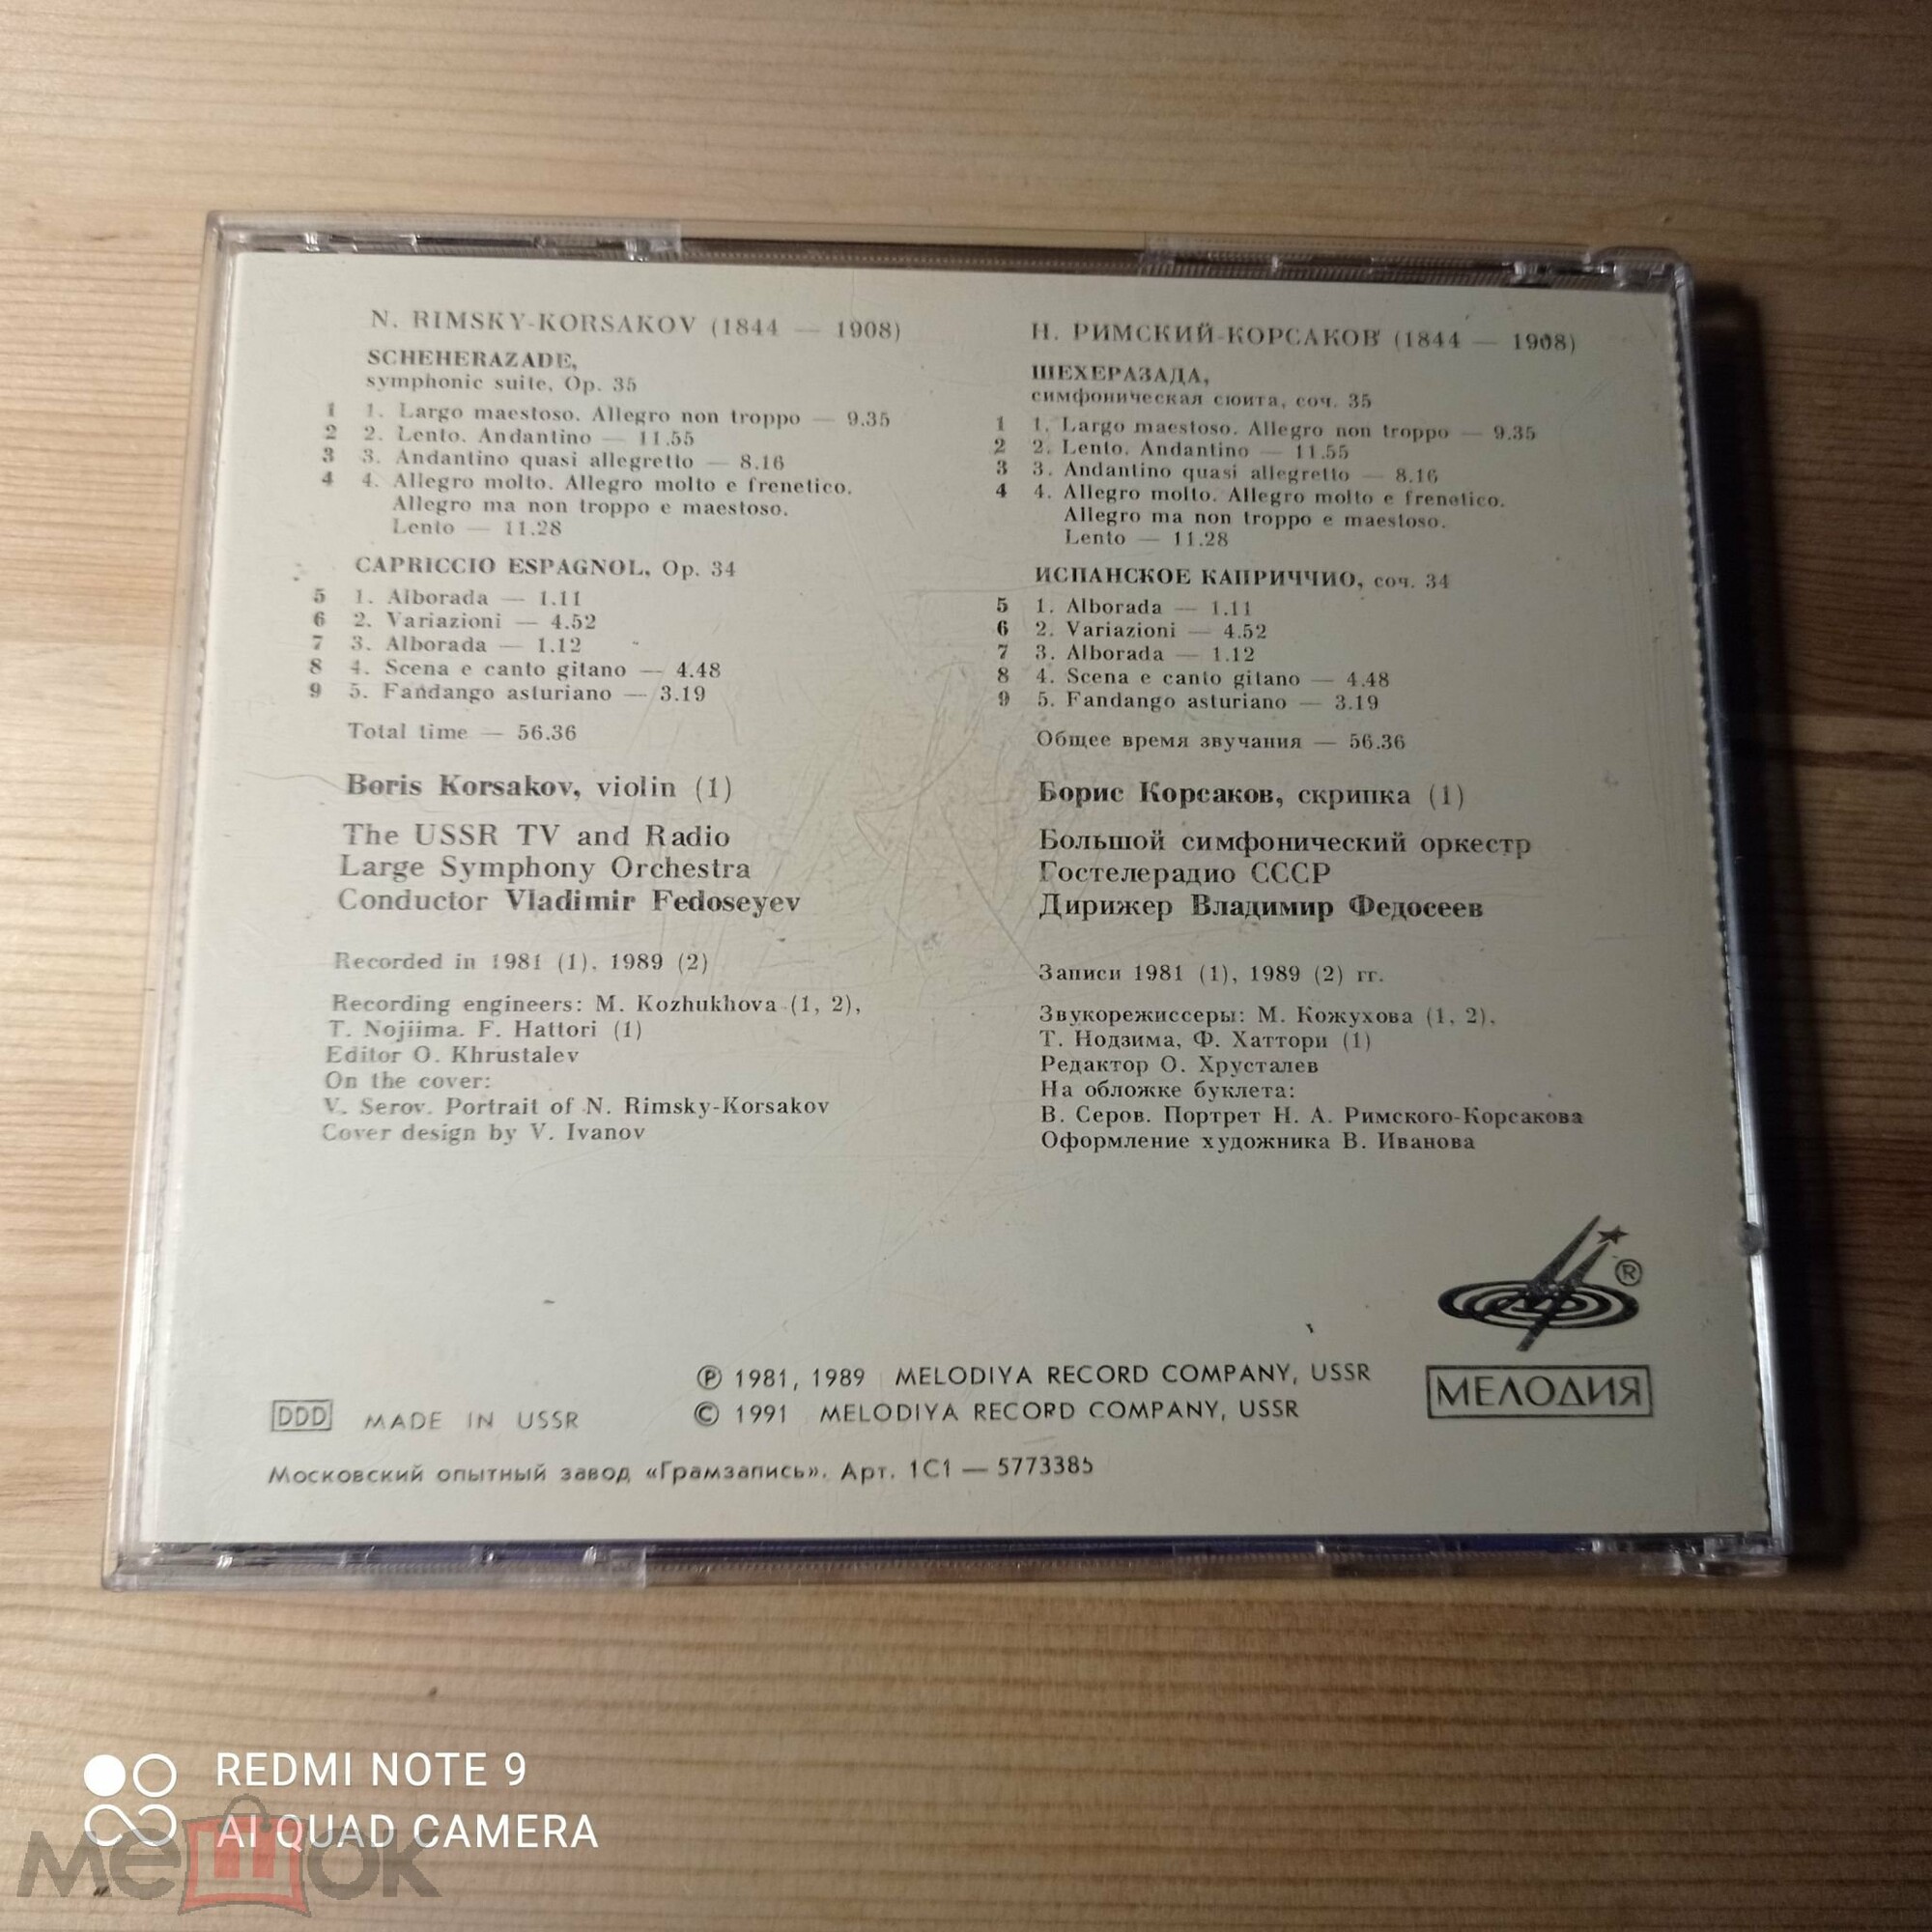 N. RIMSKY-KORSAKOV (1844 — 1908)
SCHEHERAZADE,
symphonic suite, Op. 35
1 1. Largo maestoso. Allegro non troppo — 9.35
2 2. Lento. Andantino — 11.55
3 3. Andantino quasi allegretto — 8.16
4 4. Allegro molto. Allegro molto e frenetico.
Allegro ma non troppo e maestoso.
Lento — 11.28
CAPRICCIO ESPAGNOL, Op. 34
5 1. Alborada — 1.11
6 2. Variazioni — 4.52
7 3. Alborada — 1.12
8 4. Scena e canto gitano — 4.48
9 5. Fandango asturiano — 3.19
Total time — 56.36
Boris Korsakov, violin (1)
The USSR TV and Radio
Large Symphony Orchestra
Conductor Vladimir Fedoseyev
Recorded in 1981 (1), 1989 (2)
Recording engineers: M. Kozhukhova (1, 2),
T. Nojiima. F. Hattori (1)
Editor O. Khrustalev
On the cover:
V. Serov. Portrait of N. Rimsky-Korsakov
Cover design by V. Ivanov
Н. РИМСКИЙ-КОРСАКОВ (1844 — 1908)
ШЕХЕРАЗАДА,
симфоническая сюита, соч. 35
1 1. Largo maestoso. Allegro non troppo — 9.35
2 2. Lento. Andantino — 11.55
3 3. Andantino quasi allegretto — 8.16
4 4. Allegro molto. Allegro molto e frenetico.
Allegro ma non troppo e maestoso.
Lento — 11.28
ИСПАНСКОЕ КАПРИЧЧИО, соч. 34
5 1. Alborada — 1.11
6 2. Variazioni — 4.52
7 3. Alborada — 1.12
8 4. Scena e canto gitano — 4.48
9 5. Fandango asturiano — 3.19
Общее время звучания — 56.36
Борис Корсаков, скрипка (1)
Большой симфонический оркестр
Гостелерадио СССР
Дирижер Владимир Федосеев
Записи 1981 (1), 1989 (2) гг.
Звукорежиссеры: М. Кожухова (1, 2),
Т. Нодзима, Ф. Хаттори (1)
Редактор О. Хрусталев
На обложке буклета:
В. Серов. Портрет Н. А. Римского-Корсакова
Оформление художника В. Иванова
®
МЕЛОДИЯ
Ⓟ 1981, 1989 MELODIYA RECORD COMPANY, USSR
© 1991 MELODIYA RECORD COMPANY, USSR
DDD MADE IN USSR
Московский опытный завод «Грамзапись». Арт. 1С1 — 5773385
REDMI NOTE 9
AI QUAD CAMERA
мешок